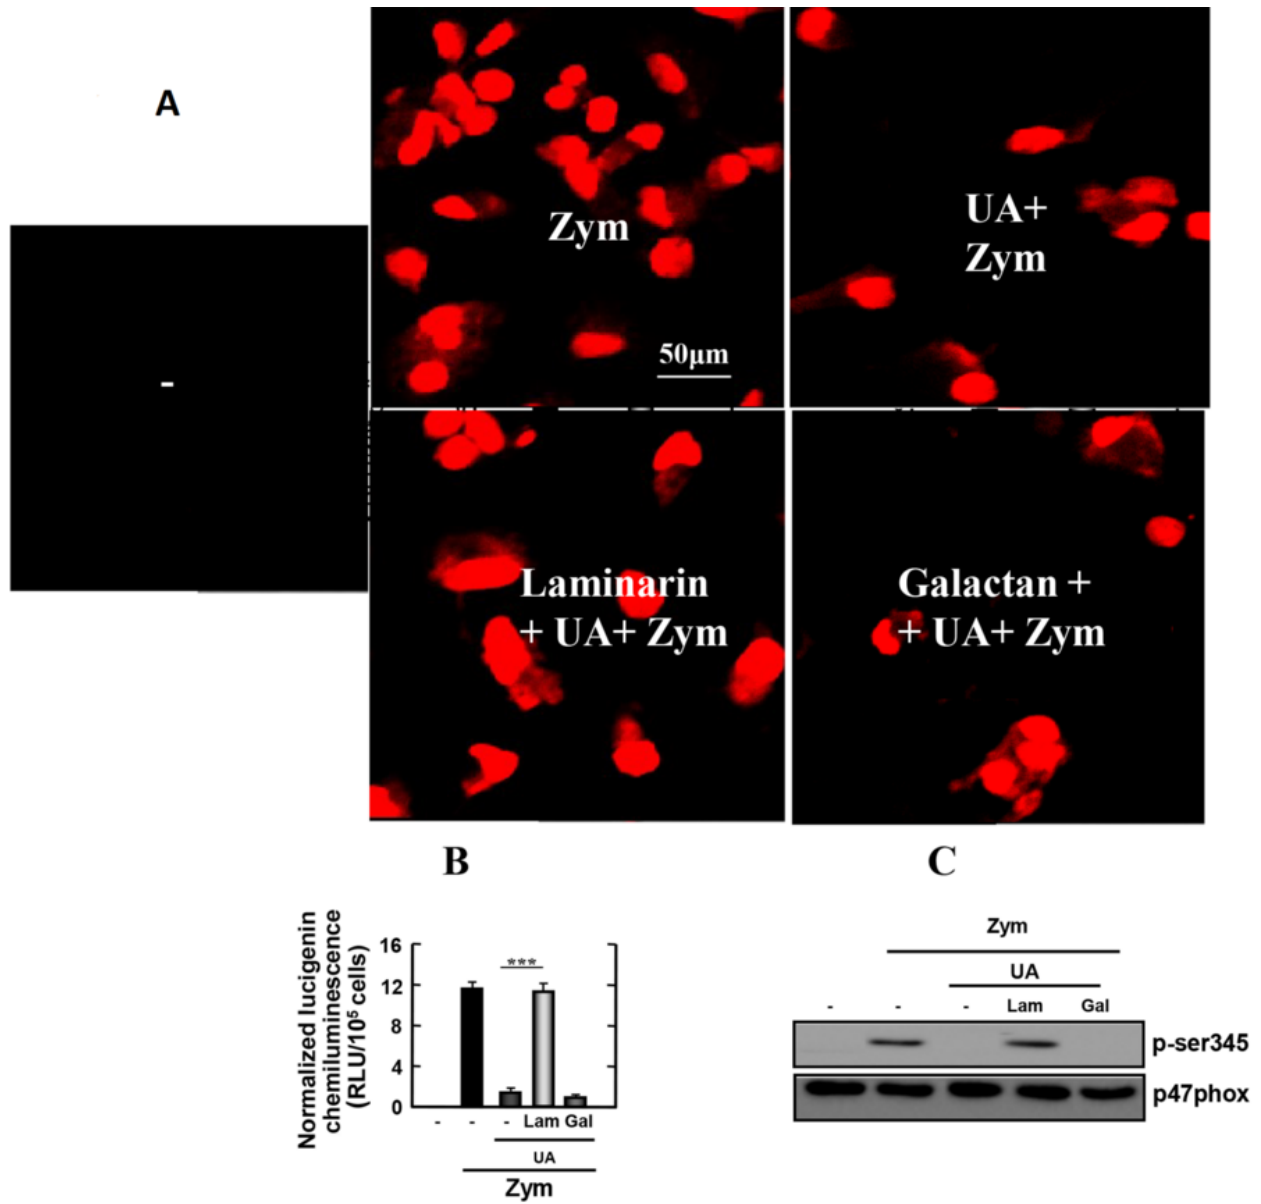 A
-
Zym
50µm
UA+
Zym
Laminarin
+ UA+ Zym
Galactan +
+ UA+ Zym
B
Normalized lucigenin
chemiluminescence
(RLU/10⁵ cells)
16
12
8
4
0
***
- - - Lam Gal
UA
Zym
C
Zym
UA
- - - Lam Gal
p-ser345
p47phox